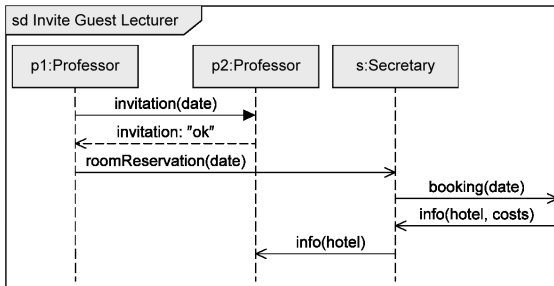 sd Invite Guest Lecturer
p1:Professor
p2:Professor
s:Secretary
invitation(date)
invitation: "ok"
roomReservation(date)
booking(date)
info(hotel, costs)
info(hotel)